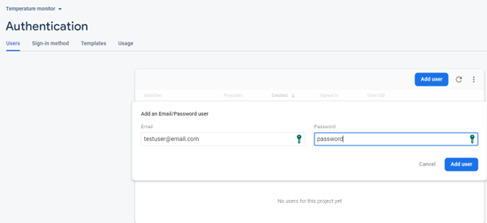 Temperature monitor
Authentication
Users Sign-in method Templates Usage
Add user
Identifier Providers Created Signed In User UID
Add an Email/Password user
Email Password
testuser@email.com password
Cancel Add user
No users for this project yet